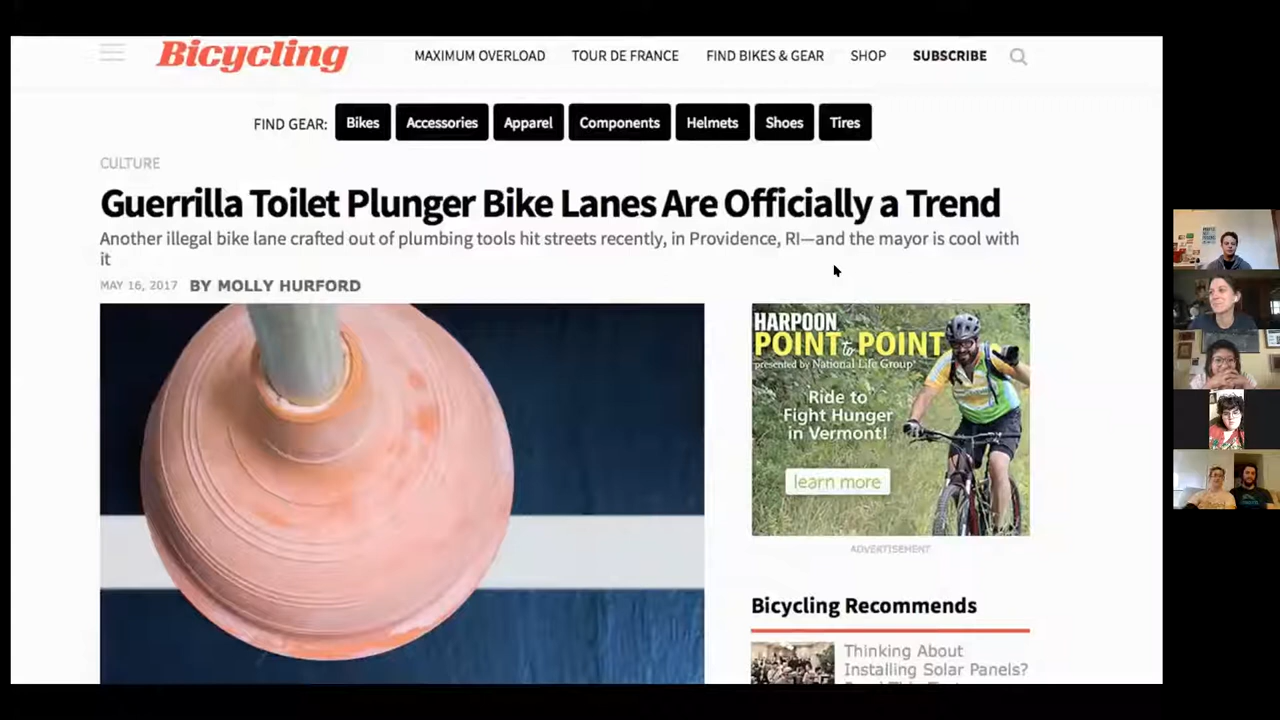 Bicycling
MAXIMUM OVERLOAD TOUR DE FRANCE FIND BIKES & GEAR SHOP SUBSCRIBE
FIND GEAR: Bikes Accessories Apparel Components Helmets Shoes Tires
CULTURE
Guerrilla Toilet Plunger Bike Lanes Are Officially a Trend
Another illegal bike lane crafted out of plumbing tools hit streets recently, in Providence, RI—and the mayor is cool with
it
MAY 16, 2017 BY MOLLY HURFORD
HARPOON
POINT to POINT
presented by National Life Group
Ride to
Fight Hunger
in Vermont!
learn more
ADVERTISEMENT
Bicycling Recommends
Thinking About
Installing Solar Panels?